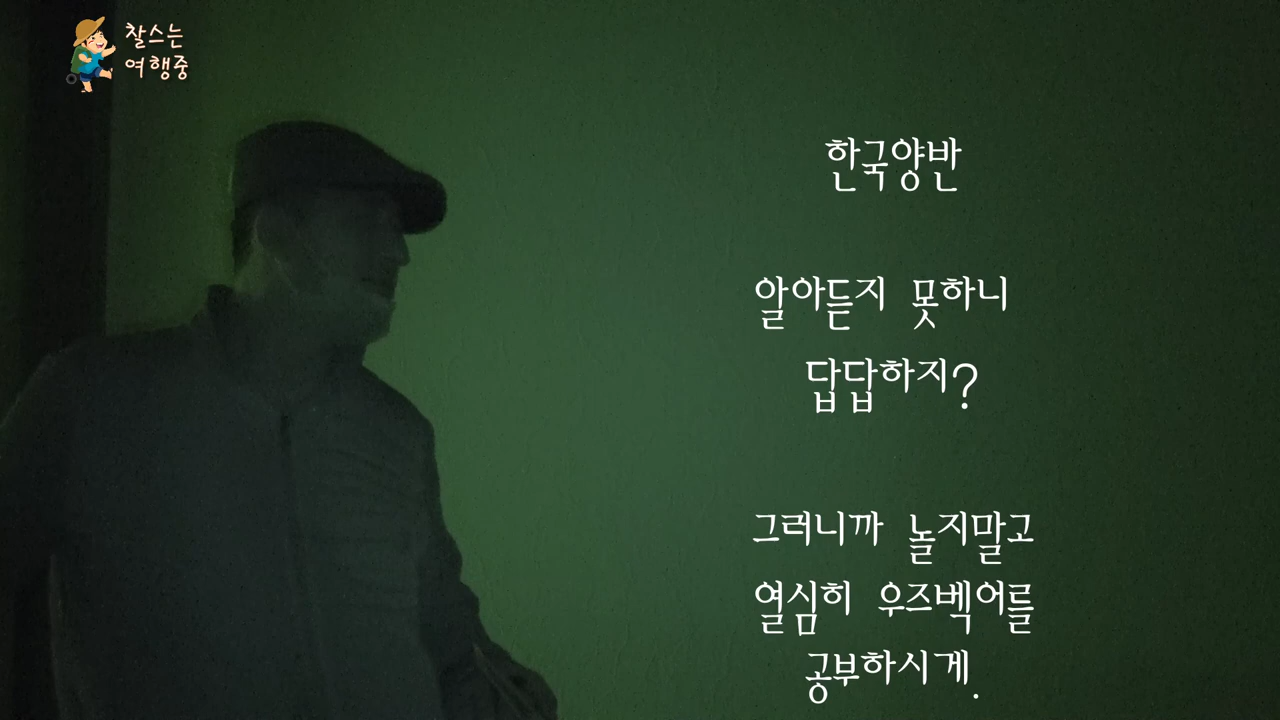 찰스는
여행중
한국양반
알아듣지 못하니
답답하지?
그러니까 놀지말고
열심히 우즈벡어를
공부하시게.